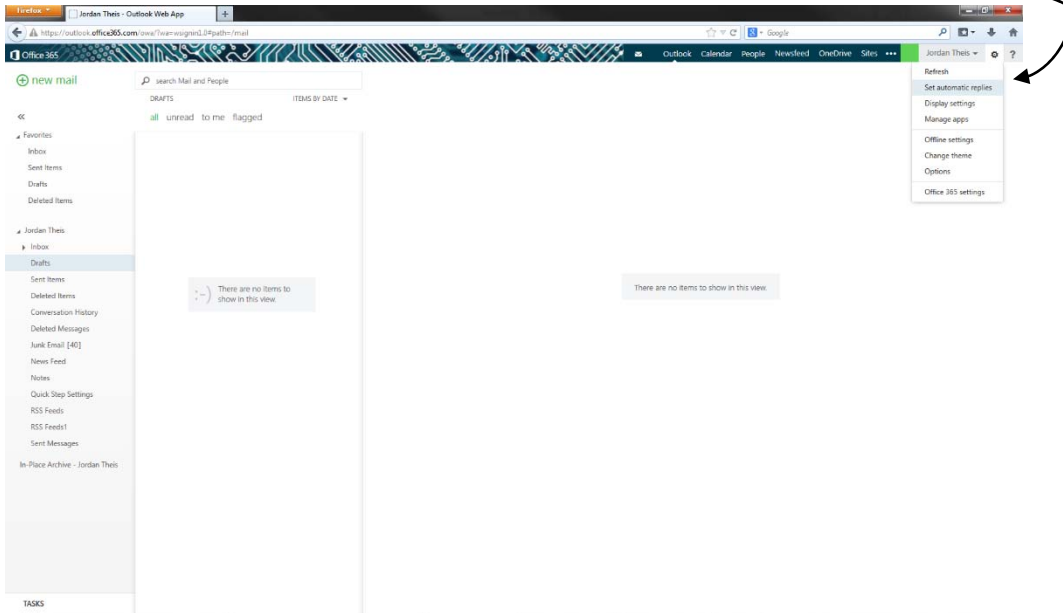 Firefox
Jordan Theis - Outlook Web App
+
https://outlook.office365.com/owa/?wa=wsignin1.0#path=/mail
Google
Office 365
Outlook Calendar People Newsfeed OneDrive Sites •••
Jordan Theis
?
new mail
search Mail and People
DRAFTS
ITEMS BY DATE
all unread to me flagged
Refresh
Set automatic replies
Display settings
Manage apps
Offline settings
Change theme
Options
Office 365 settings
«
Favorites
Inbox
Sent Items
Drafts
Deleted Items
Jordan Theis
Inbox
Drafts
Sent Items
Deleted Items
Conversation History
Deleted Messages
Junk Email [40]
News Feed
Notes
Quick Step Settings
RSS Feeds
RSS Feeds1
Sent Messages
In-Place Archive - Jordan Theis
TASKS
:-)
There are no items to
show in this view.
There are no items to show in this view.